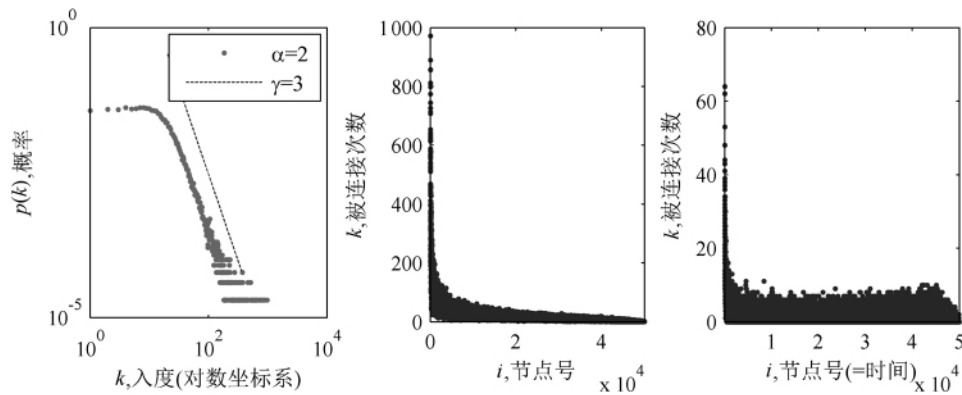 10^0
α=2
γ=3
p(k),概率
10^-5
10^0
10^2
10^4
k,入度(对数坐标系)
1 000
800
600
400
200
0
k,被连接次数
0
2
4
i,节点号
x 10^4
80
60
40
20
0
k,被连接次数
1
2
3
4
5
i,节点号(=时间)
x 10^4